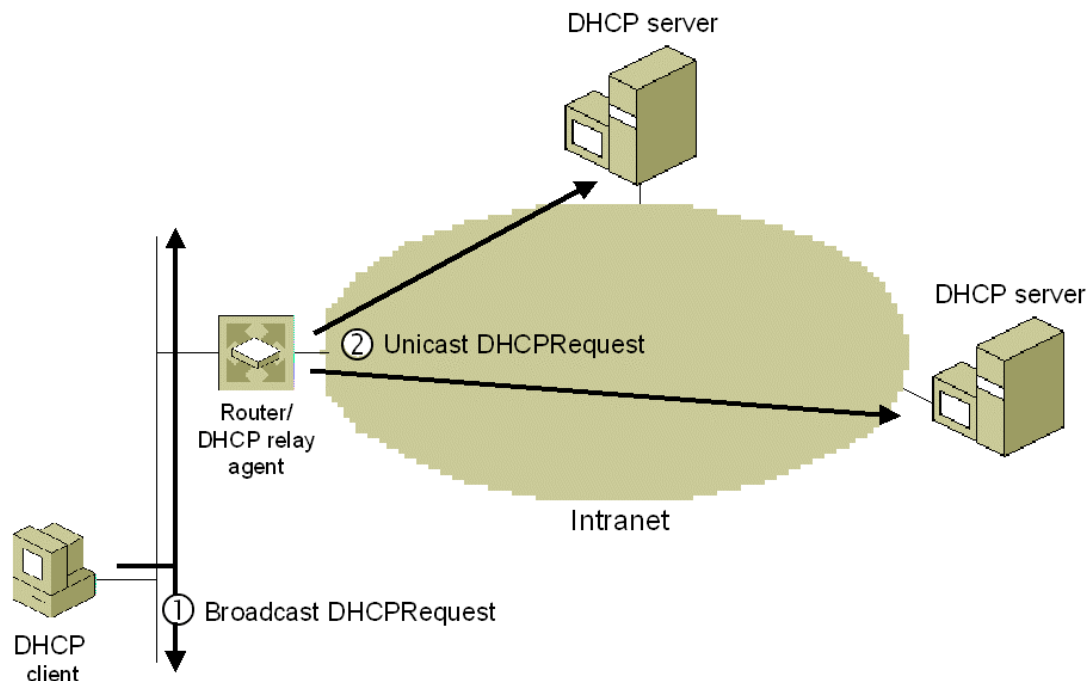 DHCP server
DHCP server
② Unicast DHCPRequest
Router/
DHCP relay
agent
Intranet
① Broadcast DHCPRequest
DHCP
client